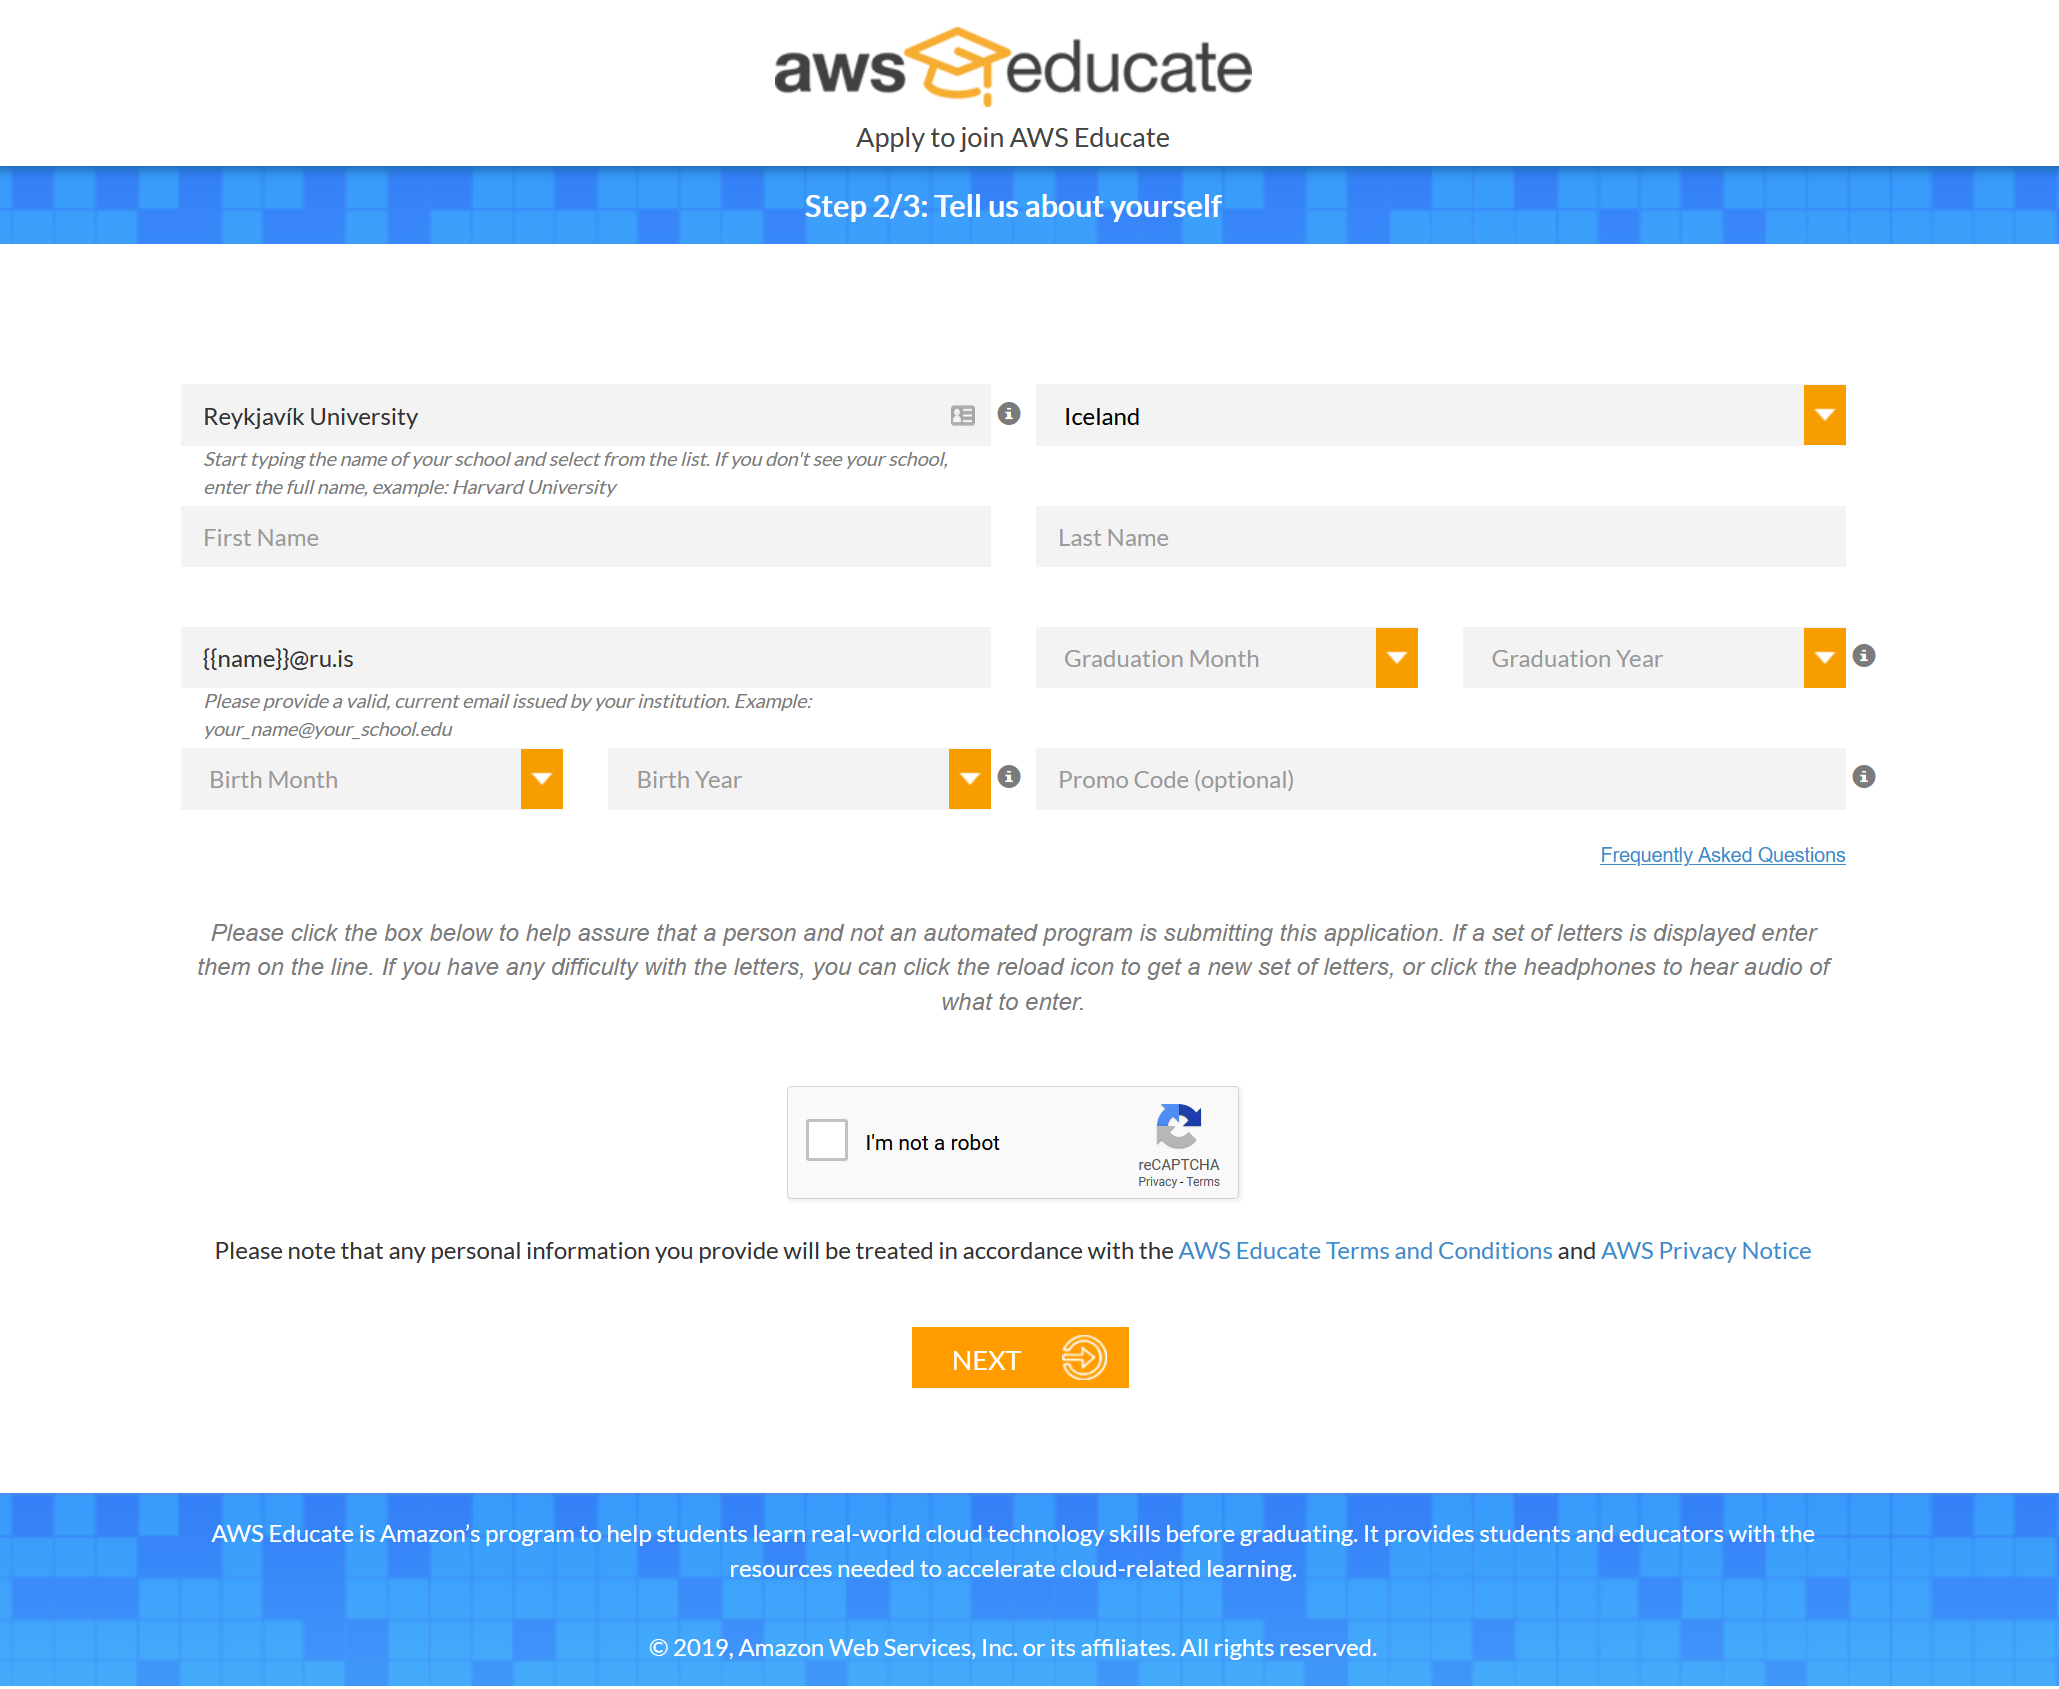 aws educate
Apply to join AWS Educate
Step 2/3: Tell us about yourself
Reykjavík University
Iceland
Start typing the name of your school and select from the list. If you don't see your school,
enter the full name, example: Harvard University
First Name
Last Name
{{name}}@ru.is
Graduation Month
Graduation Year
Please provide a valid, current email issued by your institution. Example:
your_name@your_school.edu
Birth Month
Birth Year
Promo Code (optional)
Frequently Asked Questions
Please click the box below to help assure that a person and not an automated program is submitting this application. If a set of letters is displayed enter
them on the line. If you have any difficulty with the letters, you can click the reload icon to get a new set of letters, or click the headphones to hear audio of
what to enter.
I'm not a robot
reCAPTCHA
Privacy - Terms
Please note that any personal information you provide will be treated in accordance with the AWS Educate Terms and Conditions and AWS Privacy Notice
NEXT
AWS Educate is Amazon’s program to help students learn real-world cloud technology skills before graduating. It provides students and educators with the
resources needed to accelerate cloud-related learning.
© 2019, Amazon Web Services, Inc. or its affiliates. All rights reserved.